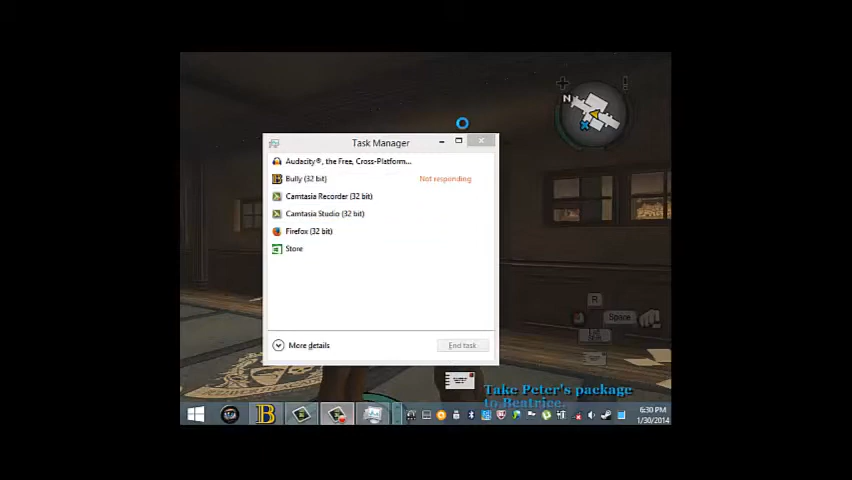 N
Task Manager
Audacity®, the Free, Cross-Platform...
Bully (32 bit) Not responding
Camtasia Recorder (32 bit)
Camtasia Studio (32 bit)
Firefox (32 bit)
Store
R
Space
More details End task
Take Peter's package
to Beatrice.
B
6:30 PM
1/30/2014